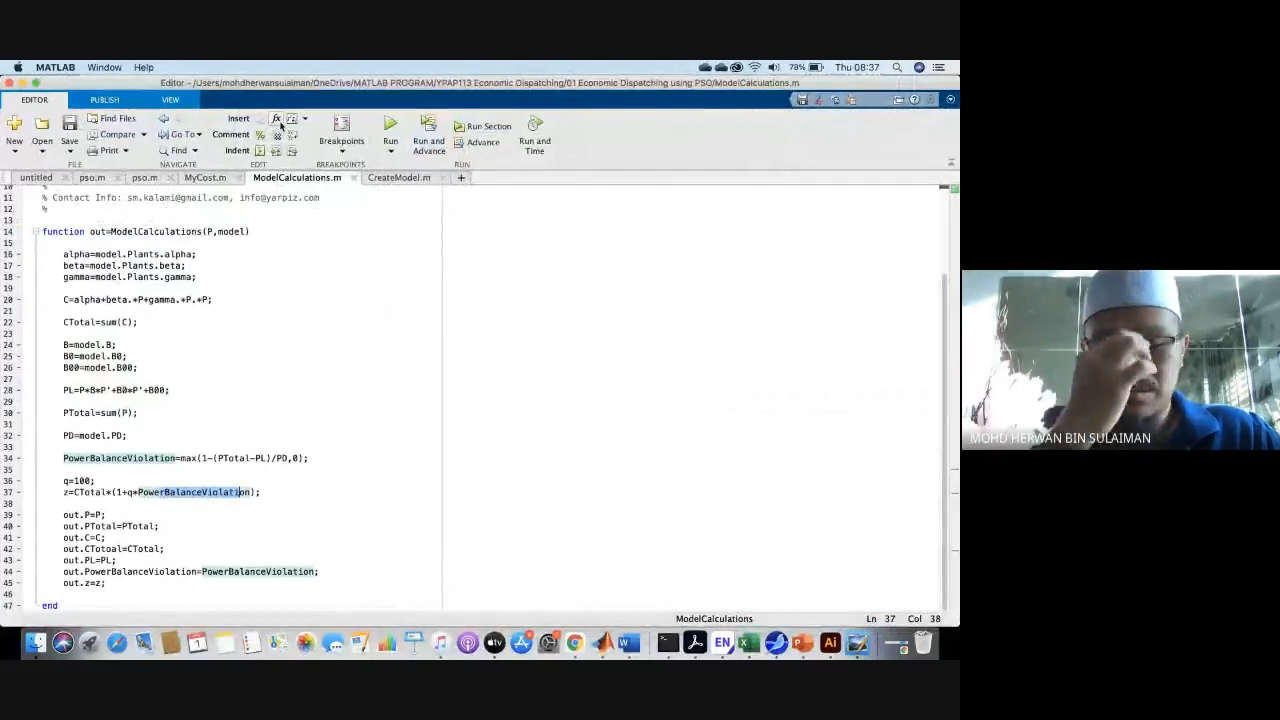 MATLAB Window Help 78% Thu 08:37
Editor - /Users/mohdherwansulaiman/OneDrive/MATLAB PROGRAM/YPAP113 Economic Dispatching/01 Economic Dispatching using PSO/ModelCalculations.m
EDITOR PUBLISH VIEW
New Open Save Find Files Compare Print Go To Find Insert Comment Indent fx Breakpoints Run Run and Advance Run Section Advance Run and Time
FILE NAVIGATE EDIT BREAKPOINTS RUN
untitled pso.m pso.m MyCost.m ModelCalculations.m CreateModel.m +
10 %
11 % Contact Info: sm.kalami@gmail.com, info@yarpiz.com
12 %
13
14 function out=ModelCalculations(P,model)
15
16 alpha=model.Plants.alpha;
17 beta=model.Plants.beta;
18 gamma=model.Plants.gamma;
19
20 C=alpha+beta.*P+gamma.*P.*P;
21
22 CTotal=sum(C);
23
24 B=model.B;
25 B0=model.B0;
26 B00=model.B00;
27
28 PL=P*B*P'+B0*P'+B00;
29
30 PTotal=sum(P);
31
32 PD=model.PD;
33
34 PowerBalanceViolation=max(1-(PTotal-PL)/PD,0);
35
36 q=100;
37 z=CTotal*(1+q*PowerBalanceViolation);
38
39 out.P=P;
40 out.PTotal=PTotal;
41 out.C=C;
42 out.CTotoal=CTotal;
43 out.PL=PL;
44 out.PowerBalanceViolation=PowerBalanceViolation;
45 out.z=z;
46
47 end
ModelCalculations Ln 37 Col 38
MOHD HERWAN BIN SULAIMAN